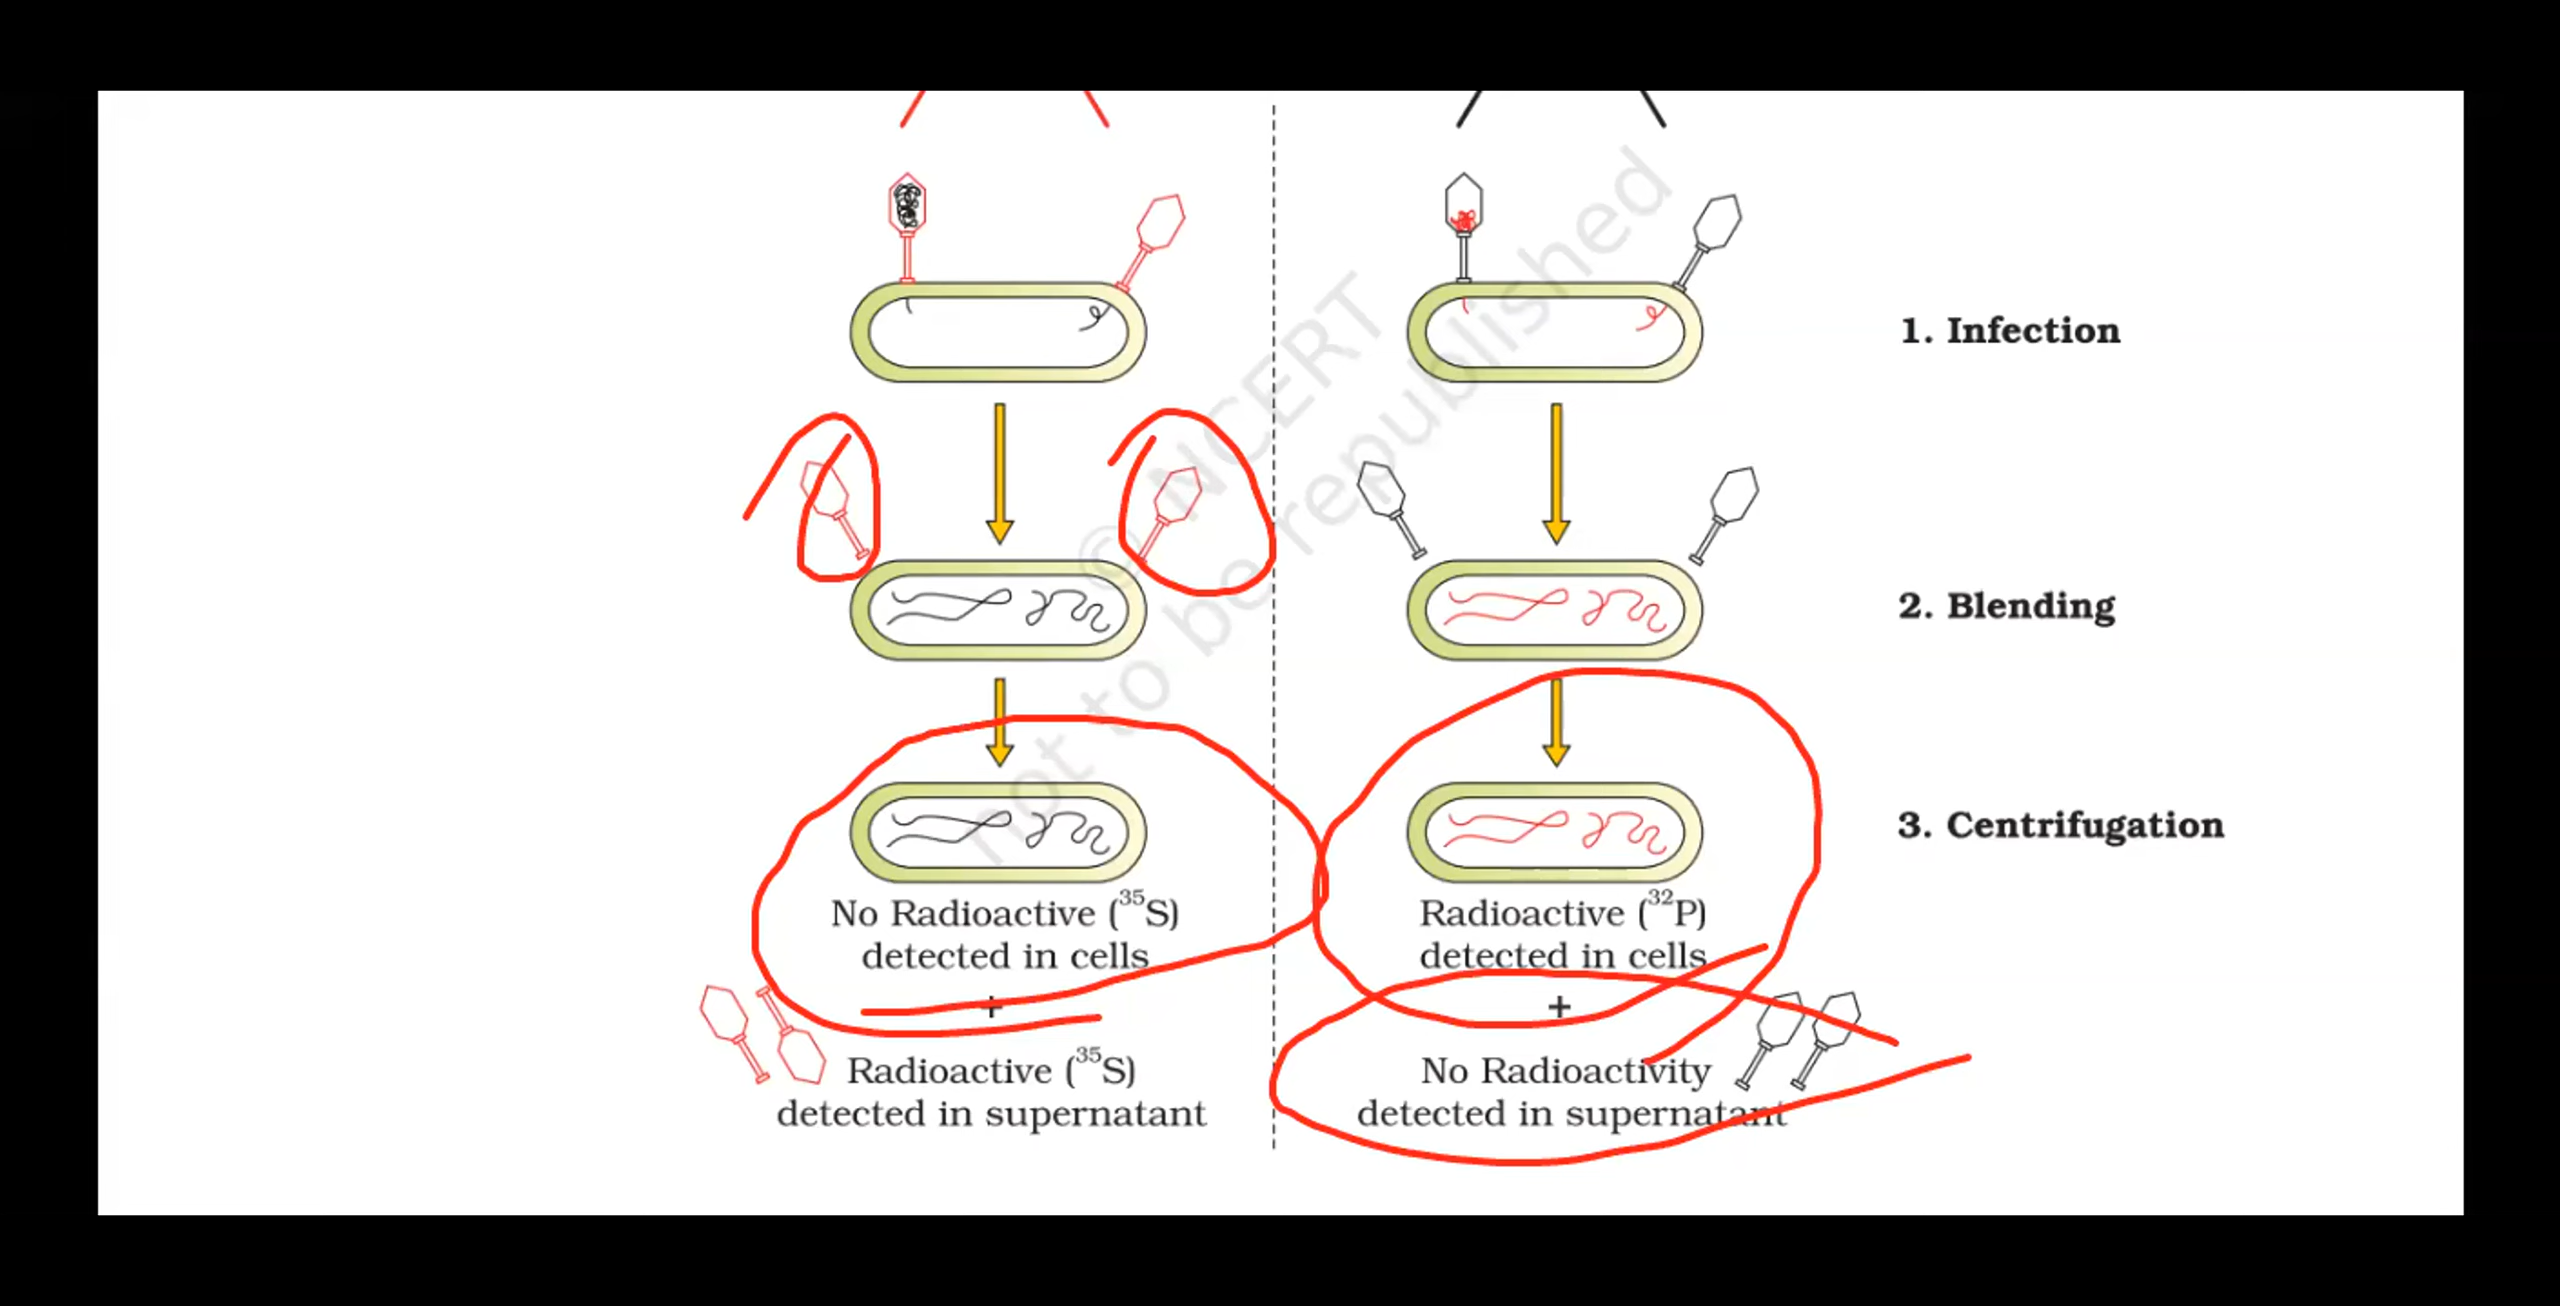 © NCERT
not to be republished
1. Infection
2. Blending
3. Centrifugation
No Radioactive (³⁵S)
detected in cells
+
Radioactive (³⁵S)
detected in supernatant
Radioactive (³²P)
detected in cells
+
No Radioactivity
detected in supernatant